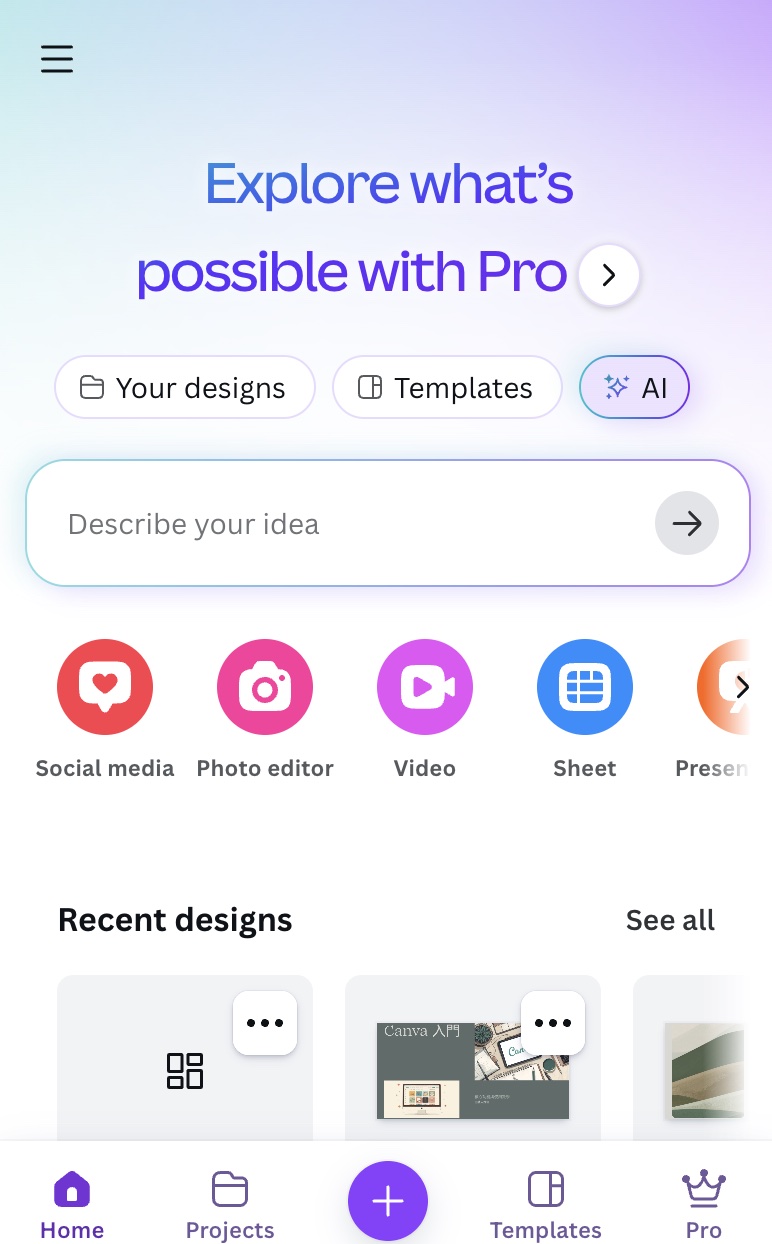 Explore what’s
possible with Pro
Your designs
Templates
AI
Describe your idea
Social media
Photo editor
Video
Sheet
Presen
Recent designs
See all
Canva 入門
Home
Projects
Templates
Pro